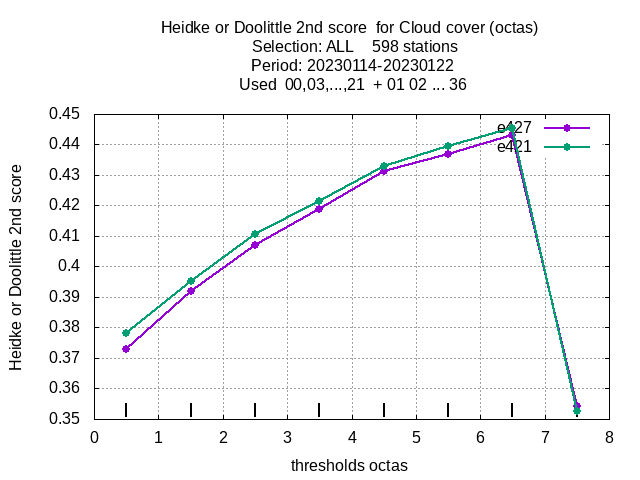 Heidke or Doolittle 2nd score  for Cloud cover (octas)
Selection: ALL    598 stations
Period: 20230114-20230122
Used  00,03,...,21  + 01 02 ... 36
Heidke or Doolittle 2nd score
0.45
0.44
0.43
0.42
0.41
0.4
0.39
0.38
0.37
0.36
0.35
e427
e421
0 1 2 3 4 5 6 7 8
thresholds octas